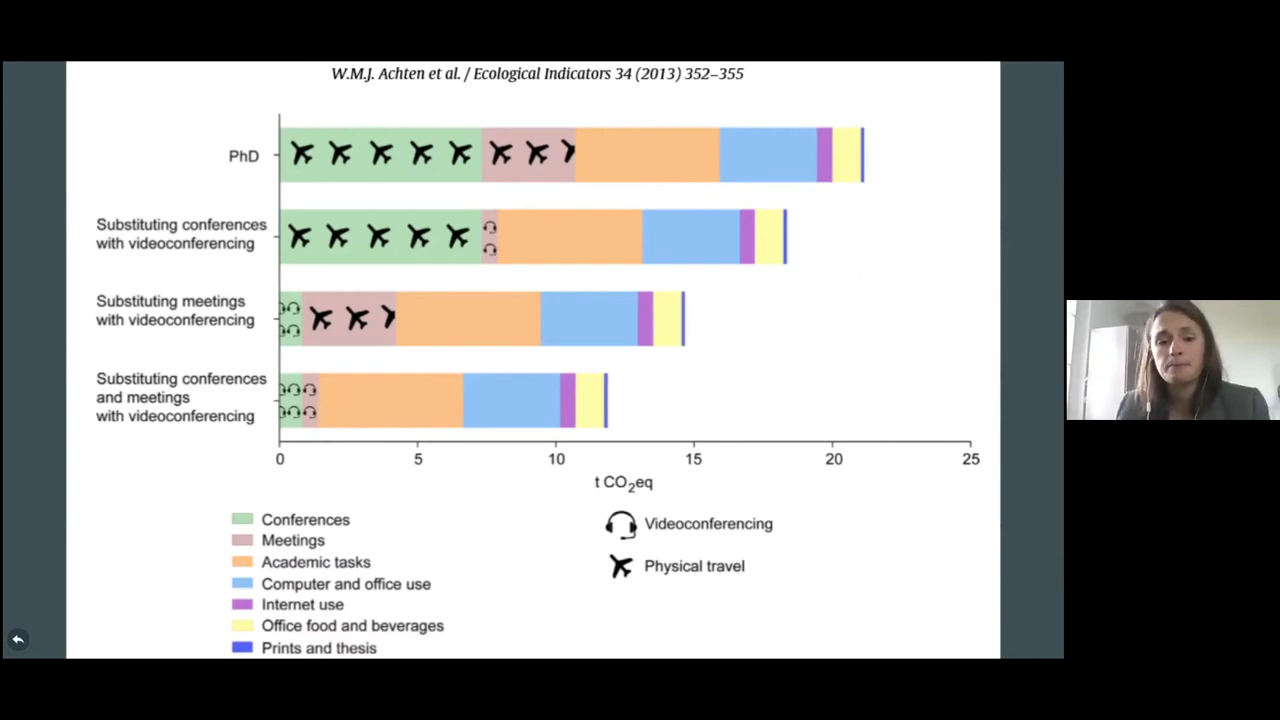 W.M.J. Achten et al. / Ecological Indicators 34 (2013) 352–355
PhD
Substituting conferences
with videoconferencing
Substituting meetings
with videoconferencing
Substituting conferences
and meetings
with videoconferencing
0 5 10 15 20 25
t CO2eq
Conferences
Meetings
Academic tasks
Computer and office use
Internet use
Office food and beverages
Prints and thesis
Videoconferencing
Physical travel